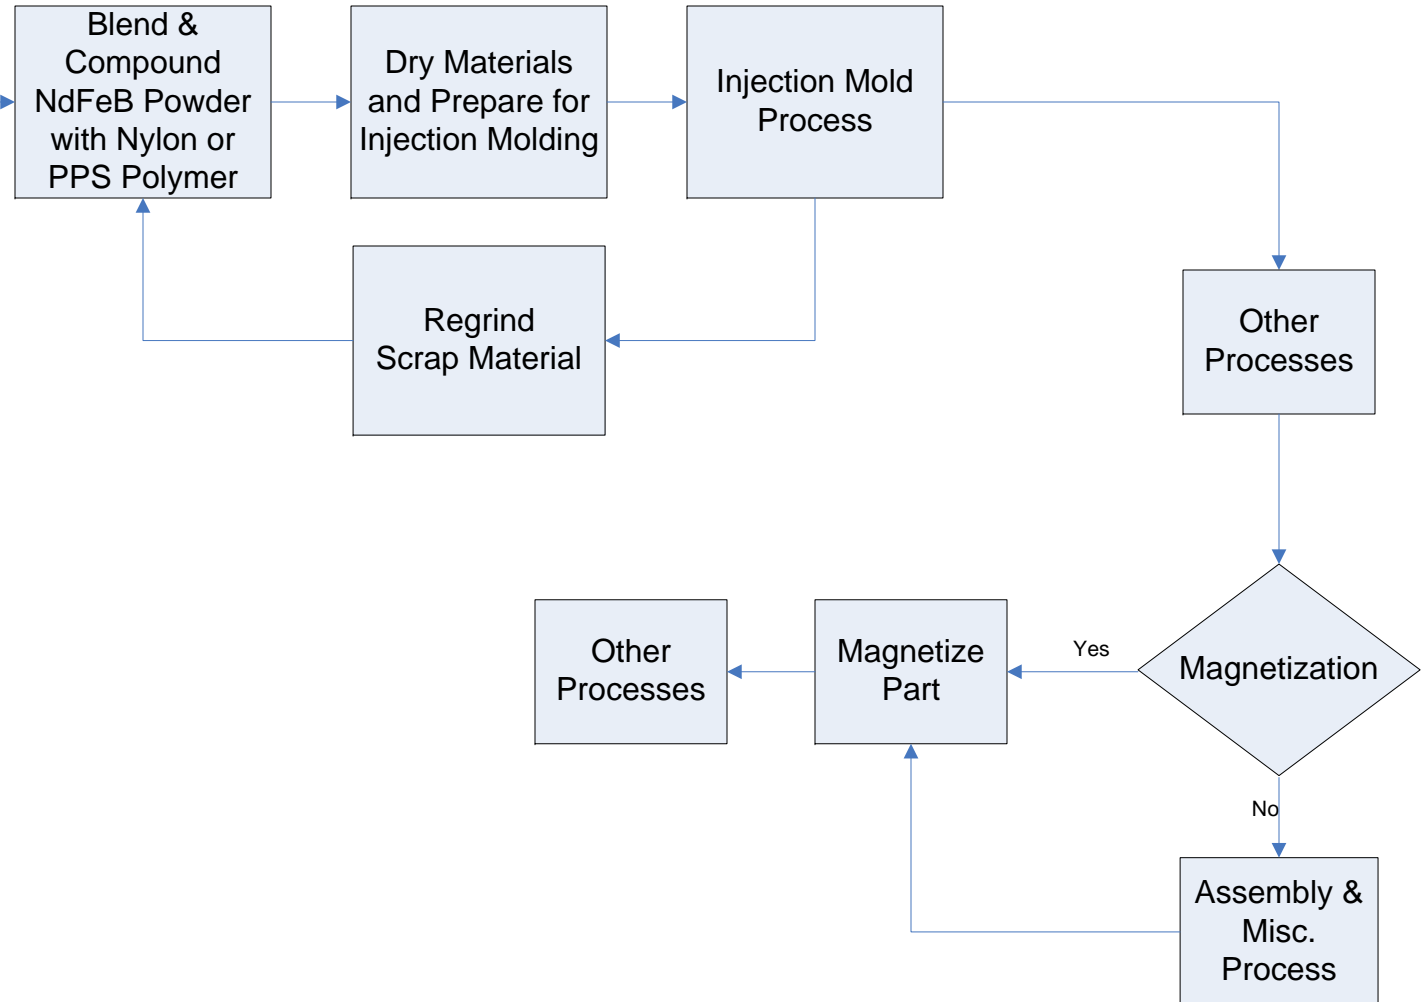 Blend &
Compound
NdFeB Powder
with Nylon or
PPS Polymer
Dry Materials
and Prepare for
Injection Molding
Injection Mold
Process
Regrind
Scrap Material
Other
Processes
Magnetization
Yes
Magnetize
Part
Other
Processes
No
Assembly &
Misc.
Process